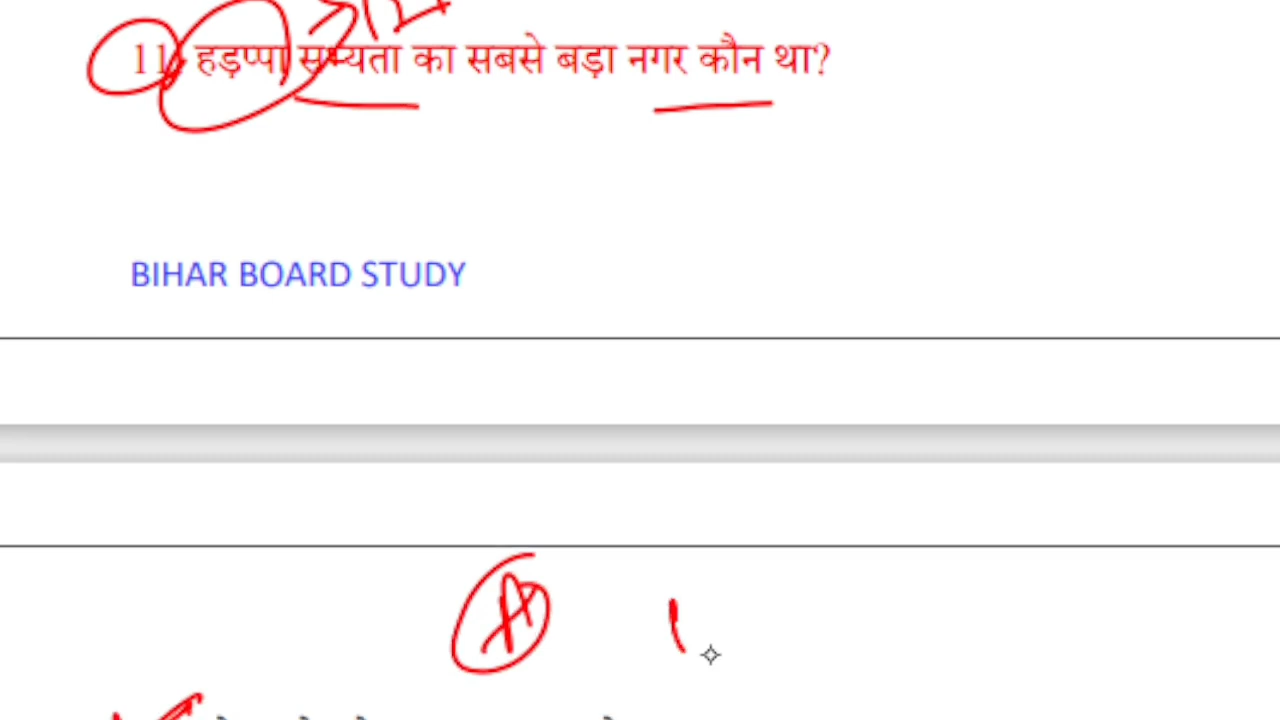 11. हड़प्पा सभ्यता का सबसे बड़ा नगर कौन था?
BIHAR BOARD STUDY
A